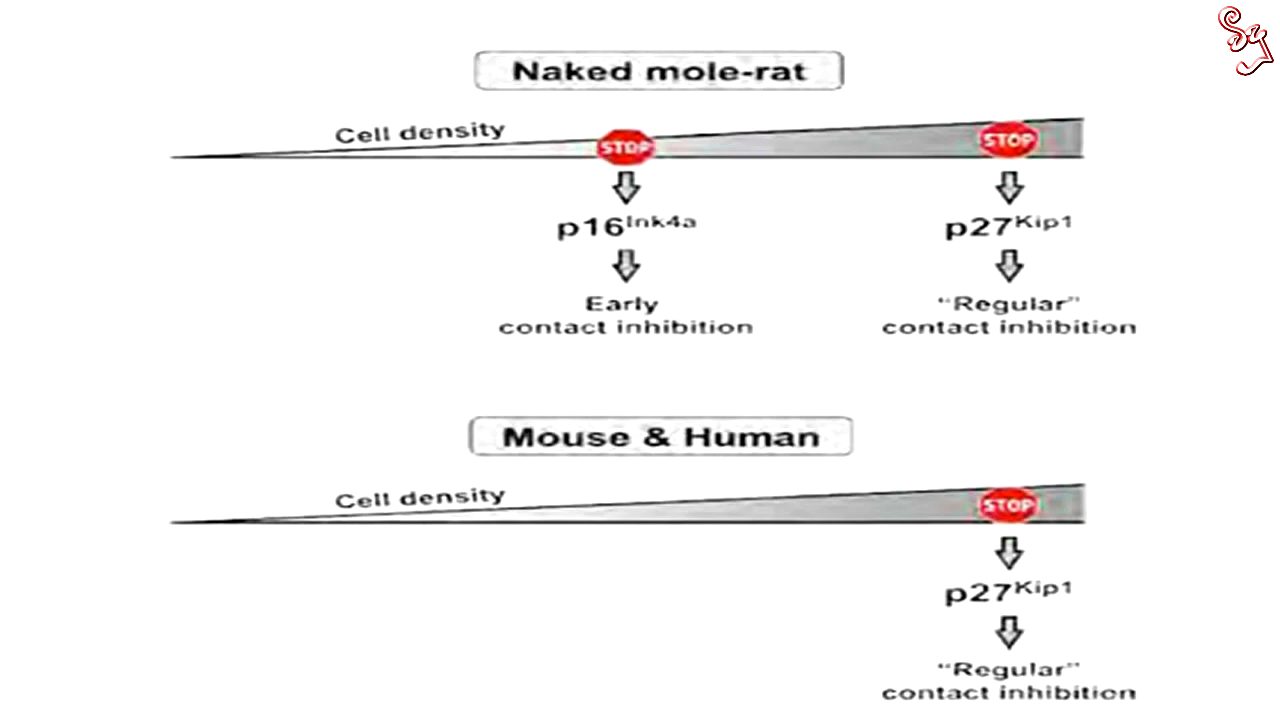 Naked mole-rat
Cell density
STOP STOP
p16Ink4a p27Kip1
Early "Regular"
contact inhibition contact inhibition
Mouse & Human
Cell density
STOP
p27Kip1
"Regular"
contact inhibition